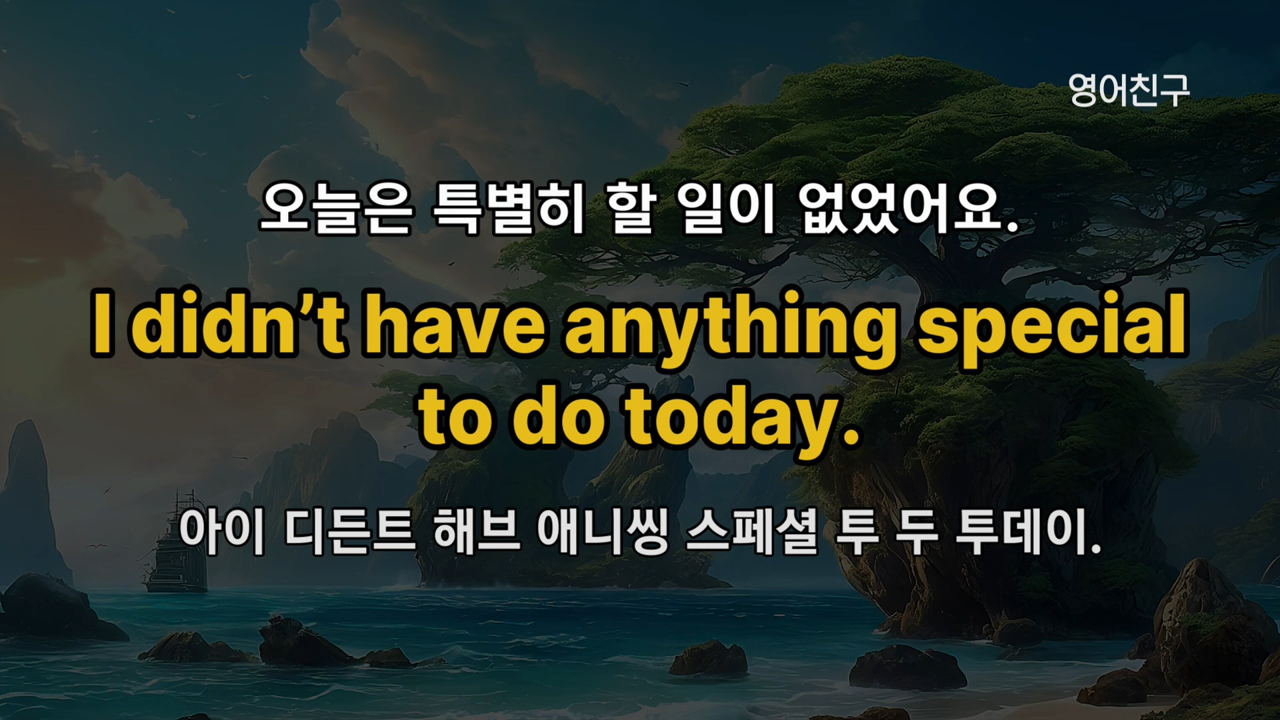 영어친구
오늘은 특별히 할 일이 없었어요.
I didn’t have anything special
to do today.
아이 디든트 해브 애니씽 스페셜 투 두 투데이.